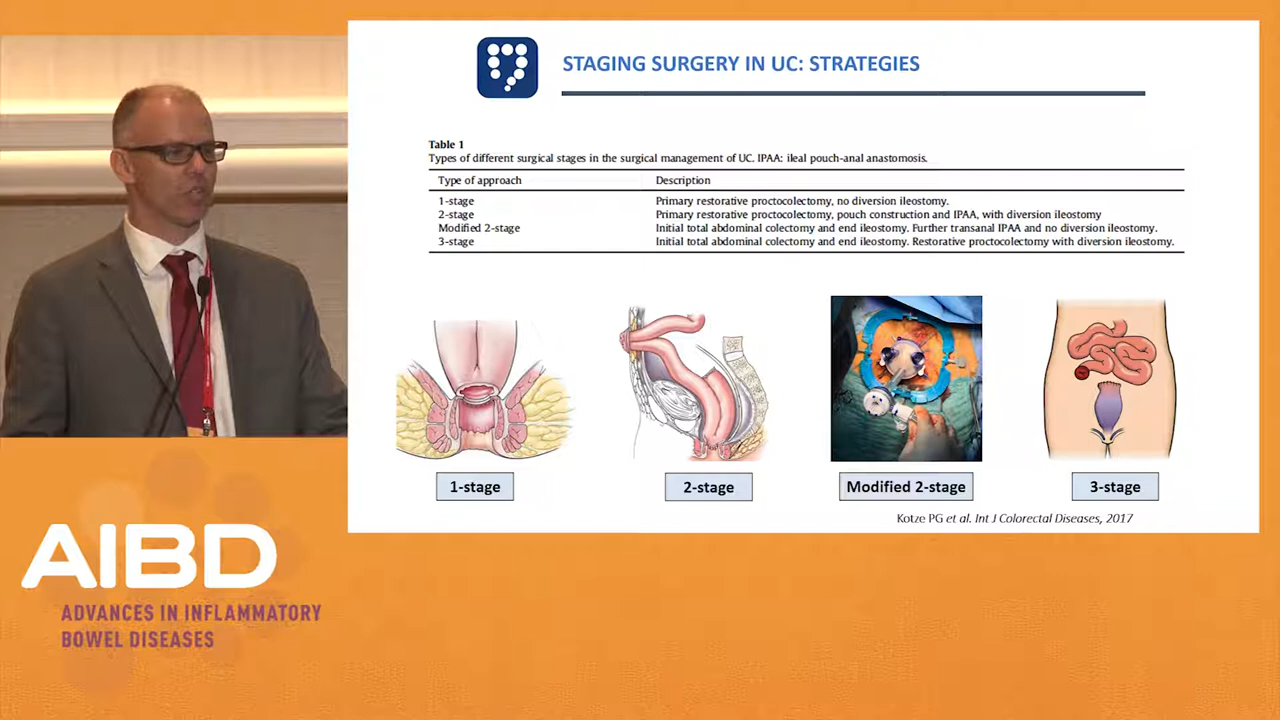 STAGING SURGERY IN UC: STRATEGIES
Table 1
Types of different surgical stages in the surgical management of UC. IPAA: ileal pouch-anal anastomosis.
Type of approach Description
1-stage Primary restorative proctocolectomy, no diversion ileostomy.
2-stage Primary restorative proctocolectomy, pouch construction and IPAA, with diversion ileostomy
Modified 2-stage Initial total abdominal colectomy and end ileostomy. Further transanal IPAA and no diversion ileostomy.
3-stage Initial total abdominal colectomy and end ileostomy. Restorative proctocolectomy with diversion ileostomy.
1-stage 2-stage Modified 2-stage 3-stage
Kotze PG et al. Int J Colorectal Diseases, 2017
AIBD
ADVANCES IN INFLAMMATORY
BOWEL DISEASES